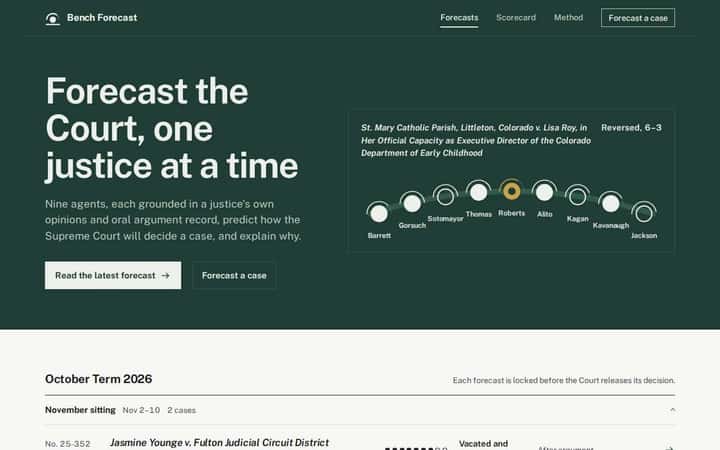 Bench Forecast
Forecasts
Scorecard
Method
Forecast a case
Forecast the
Court, one
justice at a time
Nine agents, each grounded in a justice's own
opinions and oral argument record, predict how the
Supreme Court will decide a case, and explain why.
Read the latest forecast →
Forecast a case
St. Mary Catholic Parish, Littleton, Colorado v. Lisa Roy, in
Her Official Capacity as Executive Director of the Colorado
Department of Early Childhood
Reversed, 6–3
Barrett
Gorsuch
Sotomayor
Thomas
Roberts
Alito
Kagan
Kavanaugh
Jackson
October Term 2026
Each forecast is locked before the Court releases its decision.
November sitting Nov 2–10 2 cases
No. 25-352
Jasmine Younge v. Fulton Judicial Circuit District
Vacated and
After argument
→